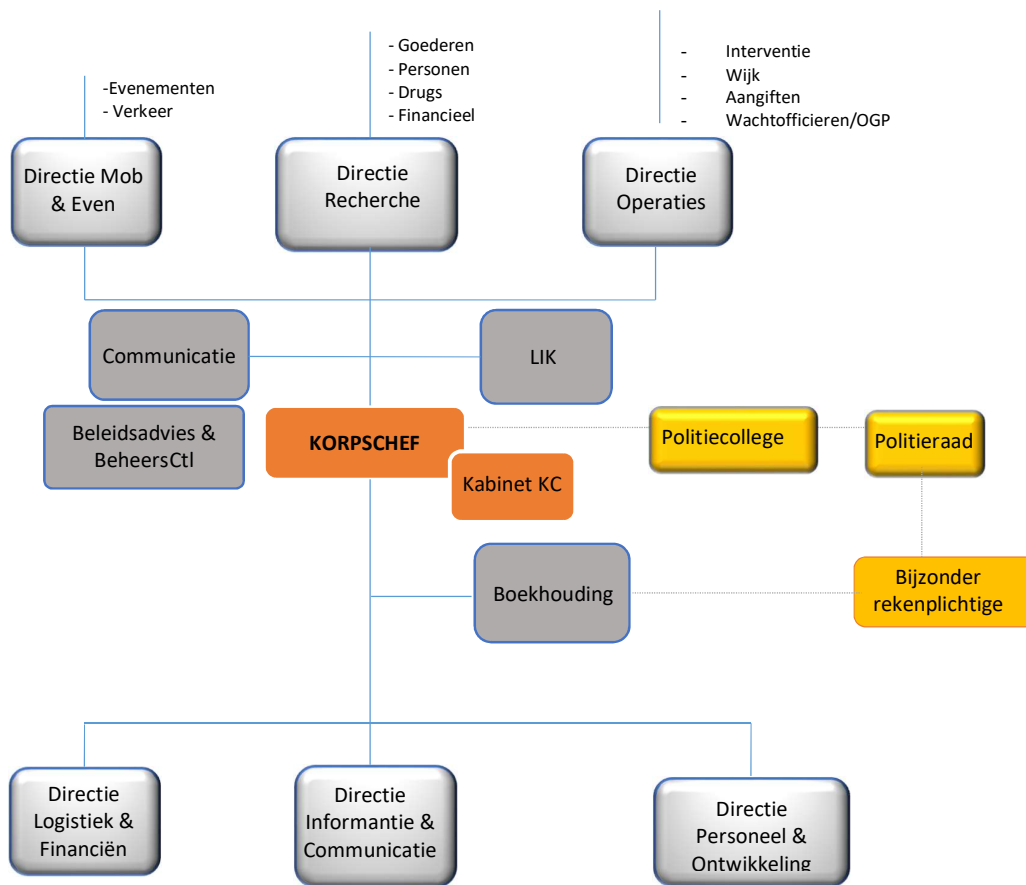 -Evenementen
- Verkeer
- Goederen
- Personen
- Drugs
- Financieel
- Interventie
- Wijk
- Aangiften
- Wachtofficieren/OGP
Directie Mob
& Even
Directie
Recherche
Directie
Operaties
Communicatie
LIK
Beleidsadvies &
BeheersCtl
KORPSCHEF
Kabinet KC
Politiecollege
Politieraad
Boekhouding
Bijzonder
rekenplichtige
Directie
Logistiek &
Financiën
Directie
Informantie &
Communicatie
Directie
Personeel &
Ontwikkeling